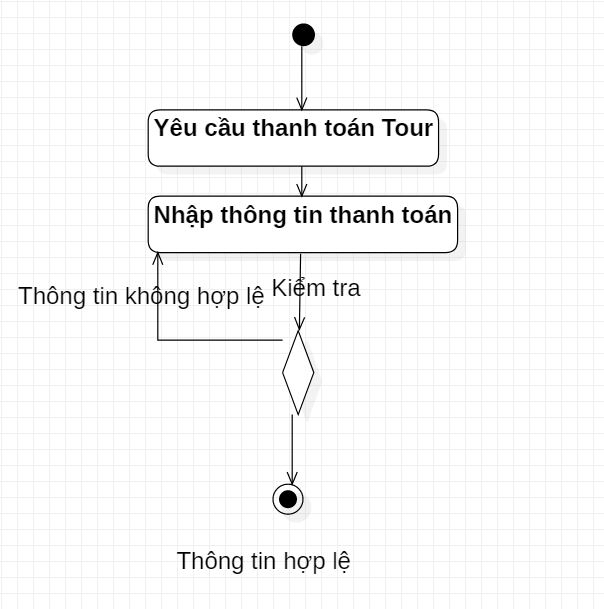 Yêu cầu thanh toán Tour
Nhập thông tin thanh toán
Kiểm tra
Thông tin không hợp lệ
Thông tin hợp lệ